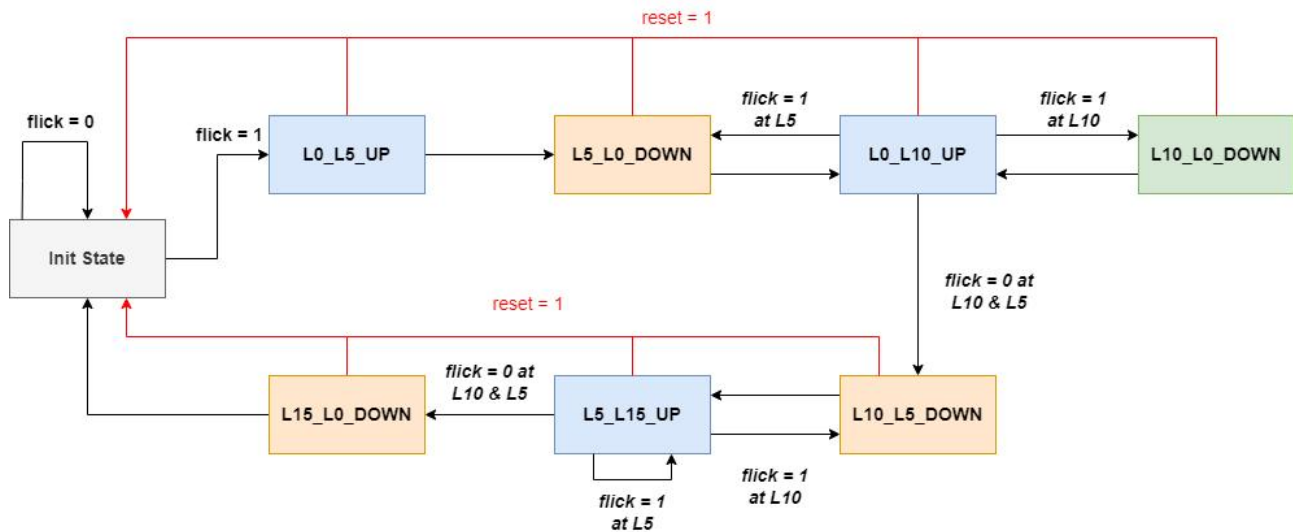 reset = 1
flick = 0
flick = 1
L0_L5_UP
L5_L0_DOWN
flick = 1
at L5
L0_L10_UP
flick = 1
at L10
L10_L0_DOWN
Init State
flick = 0 at
L10 & L5
reset = 1
L15_L0_DOWN
flick = 0 at
L10 & L5
L5_L15_UP
L10_L5_DOWN
flick = 1
at L5
flick = 1
at L10